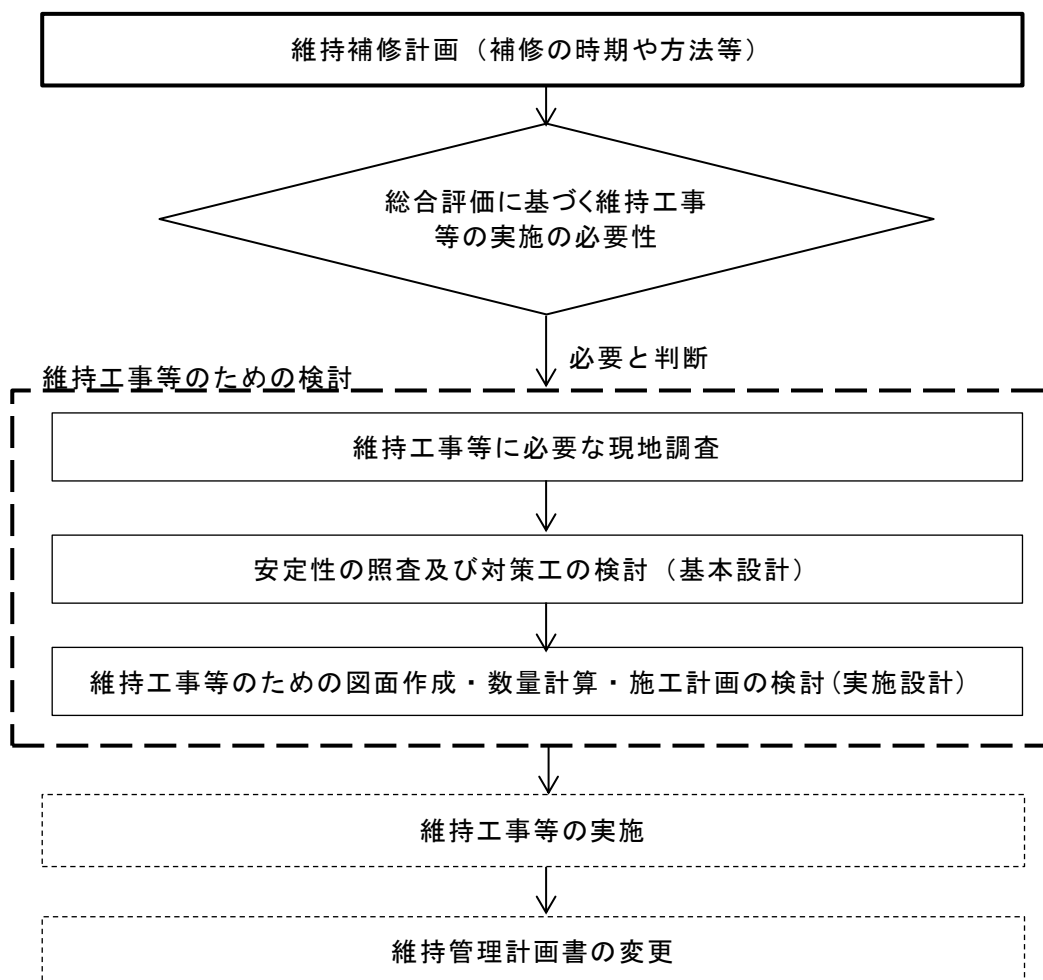 維持補修計画（補修の時期や方法等）
総合評価に基づく維持工事
等の実施の必要性
必要と判断
維持工事等のための検討
維持工事等に必要な現地調査
安定性の照査及び対策工の検討（基本設計）
維持工事等のための図面作成・数量計算・施工計画の検討(実施設計)
維持工事等の実施
維持管理計画書の変更